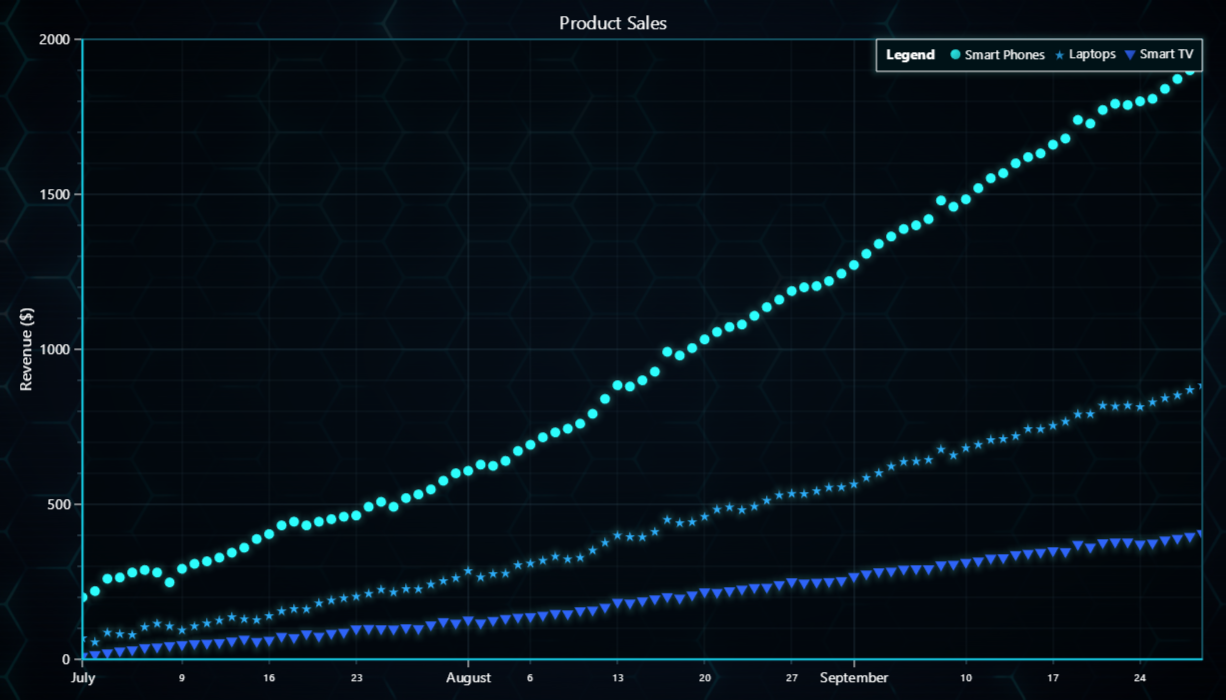 Product Sales
Legend Smart Phones Laptops Smart TV
2000
1500
1000
500
0
Revenue ($)
July 9 16 23 August 6 13 20 27 September 10 17 24